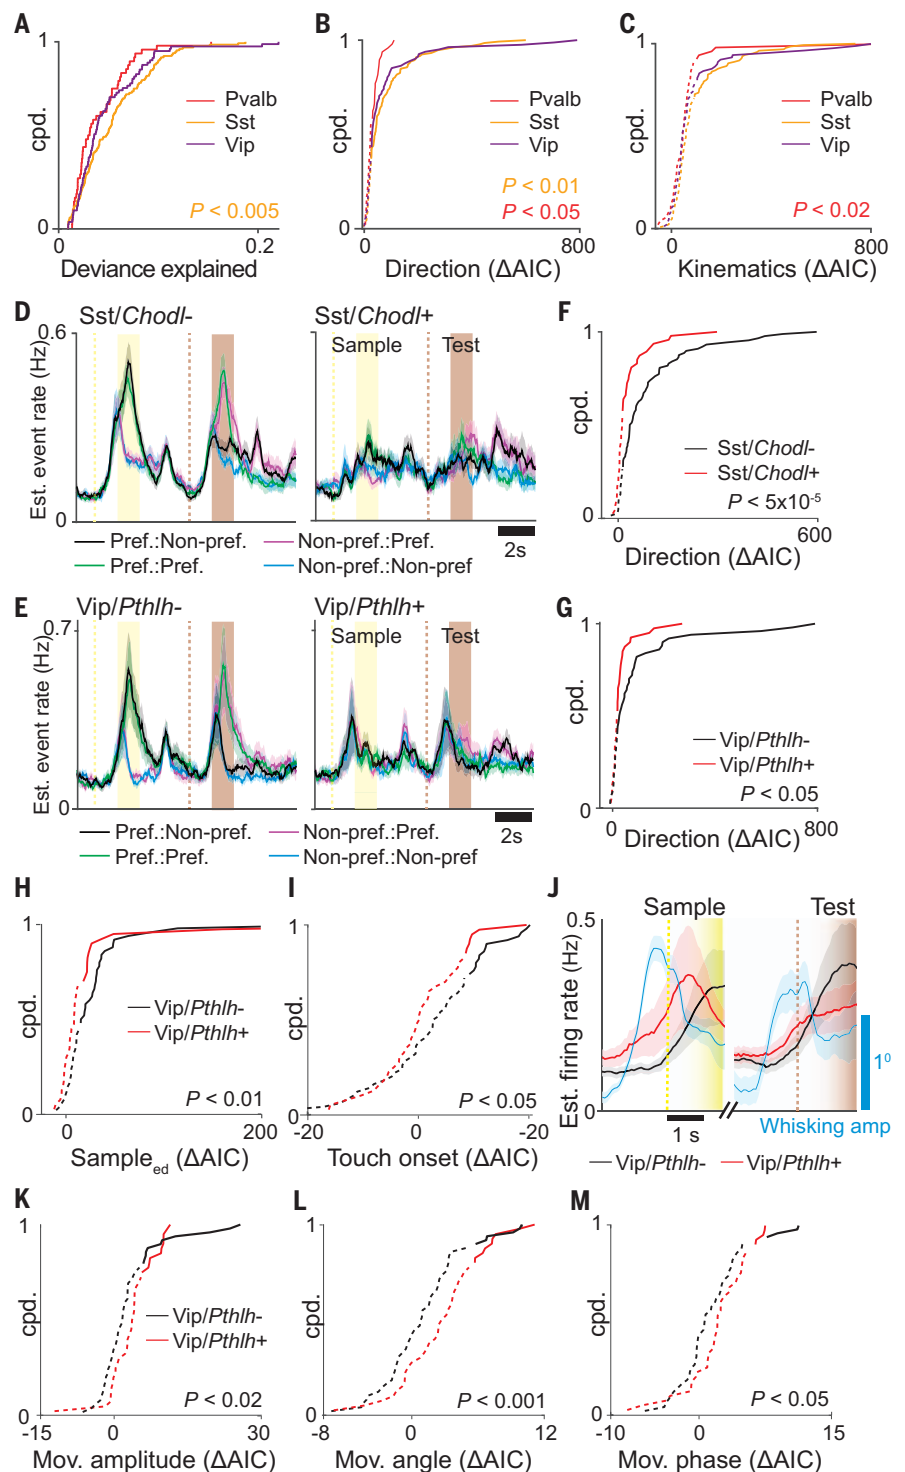 A
1
cpd.
0
0
0.2
Deviance explained
Pvalb
Sst
Vip
P < 0.005
B
1
cpd.
0
0
800
Direction (ΔAIC)
Pvalb
Sst
Vip
P < 0.01
P < 0.05
C
1
cpd.
0
0
800
Kinematics (ΔAIC)
Pvalb
Sst
Vip
P < 0.02
D
Sst/Chodl-
Sst/Chodl+
0.6
Est. event rate (Hz)
0
Sample
Test
Pref.:Non-pref.
Non-pref.:Pref.
Pref.:Pref.
Non-pref.:Non-pref
2s
E
Vip/Pthlh-
Vip/Pthlh+
0.7
Est. event rate (Hz)
0
Sample
Test
Pref.:Non-pref.
Non-pref.:Pref.
Pref.:Pref.
Non-pref.:Non-pref
2s
F
1
cpd.
0
0
600
Direction (ΔAIC)
Sst/Chodl-
Sst/Chodl+
P < 5x10-5
G
1
cpd.
0
0
800
Direction (ΔAIC)
Vip/Pthlh-
Vip/Pthlh+
P < 0.05
H
1
cpd.
0
0
200
Sampleed (ΔAIC)
Vip/Pthlh-
Vip/Pthlh+
P < 0.01
I
1
cpd.
0
-20
0
-20
Touch onset (ΔAIC)
P < 0.05
J
Sample
Test
0.5
Est. firing rate (Hz)
0
1 s
1⁰
Whisking amp
Vip/Pthlh-
Vip/Pthlh+
K
1
cpd.
0
-15
0
30
Mov. amplitude (ΔAIC)
Vip/Pthlh-
Vip/Pthlh+
P < 0.02
L
1
cpd.
0
-8
0
12
Mov. angle (ΔAIC)
P < 0.001
M
1
cpd.
0
-10
0
15
Mov. phase (ΔAIC)
P < 0.05